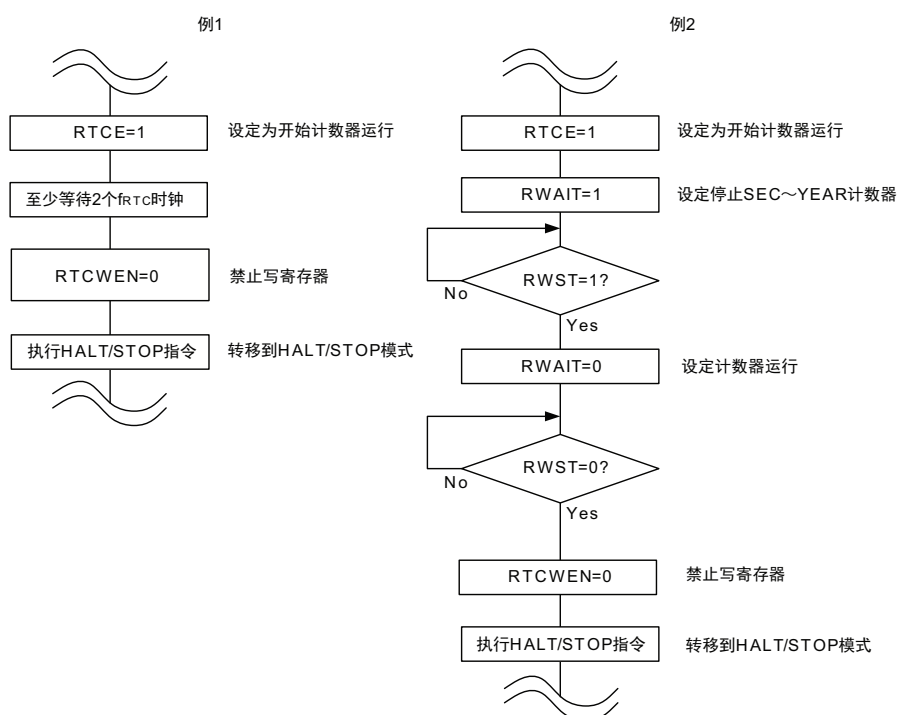 例1
RTCE=1 设定为开始计数器运行
至少等待2个fRTC时钟
RTCWEN=0 禁止写寄存器
执行HALT/STOP指令 转移到HALT/STOP模式
例2
RTCE=1 设定为开始计数器运行
RWAIT=1 设定停止SEC～YEAR计数器
RWST=1?
No
Yes
RWAIT=0 设定计数器运行
RWST=0?
No
Yes
RTCWEN=0 禁止写寄存器
执行HALT/STOP指令 转移到HALT/STOP模式